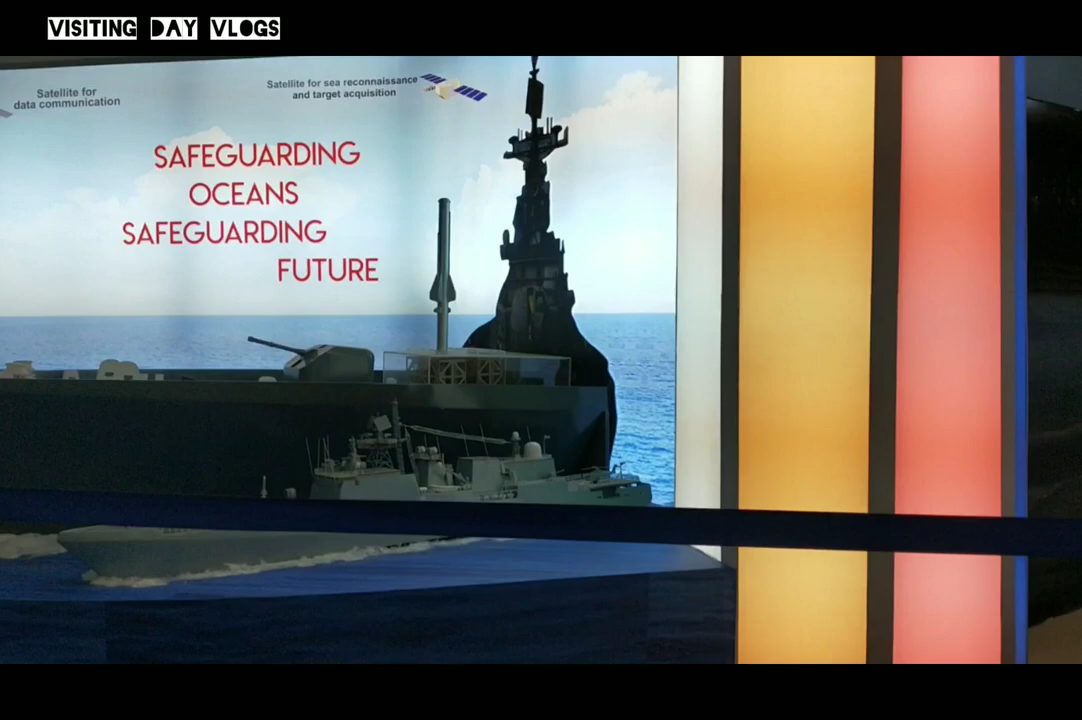 VISITING DAY VLOGS
Satellite for
data communication
Satellite for sea reconnaissance
and target acquisition
SAFEGUARDING
OCEANS
SAFEGUARDING
FUTURE